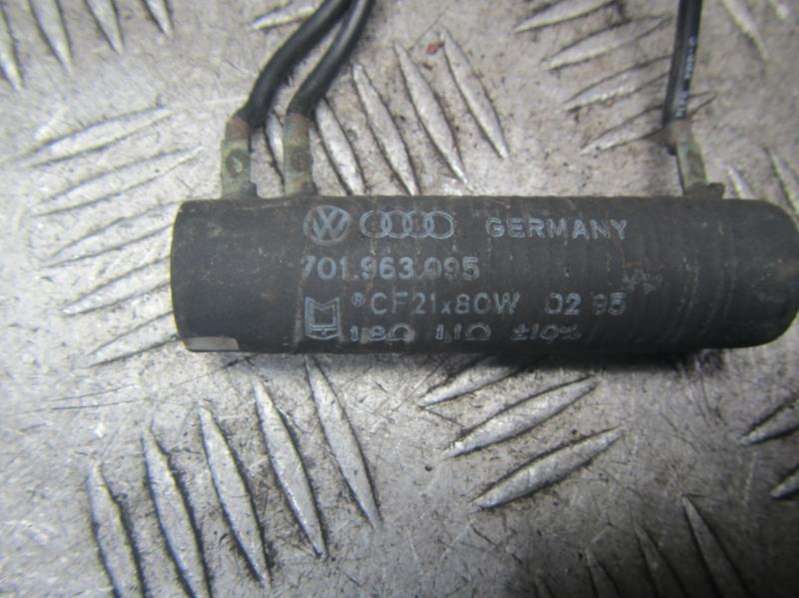 GERMANY
701.963.095
®CF21x80W 02 95
1,8Ω 1,1Ω ±10%